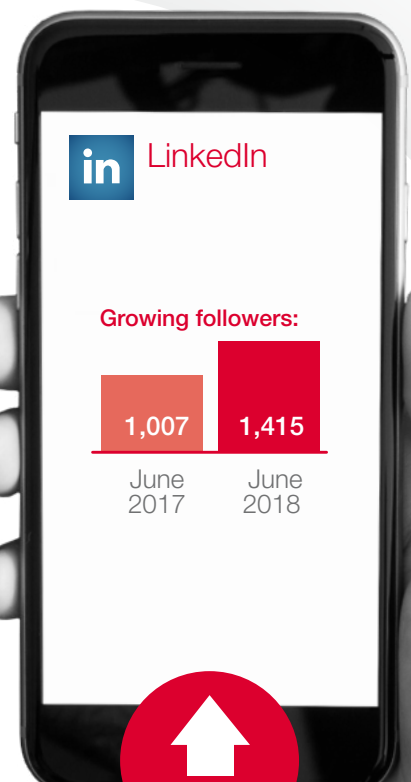 in LinkedIn
Growing followers:
1,007 1,415
June June
2017 2018